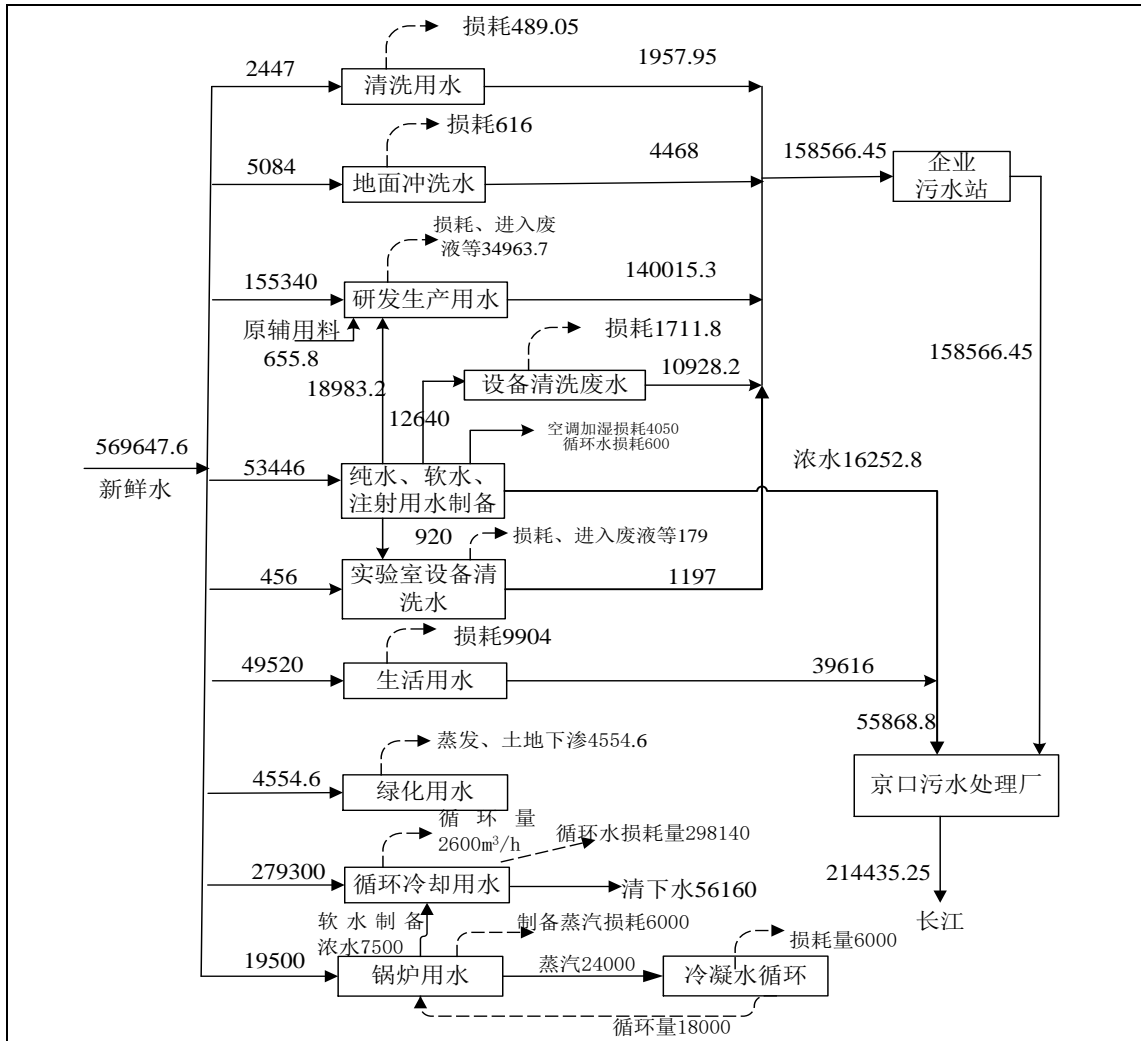 损耗489.05
2447
清洗用水
1957.95
损耗616
5084
地面冲洗水
4468
158566.45
企业
污水站
损耗、进入废
液等34963.7
155340
研发生产用水
140015.3
原辅用料
655.8
18983.2
损耗1711.8
12640
设备清洗废水
10928.2
158566.45
569647.6
新鲜水
53446
纯水、软水、
注射用水制备
空调加湿损耗4050
循环水损耗600
浓水16252.8
920
损耗、进入废液等179
456
实验室设备清
洗水
1197
损耗9904
49520
生活用水
39616
55868.8
蒸发、土地下渗4554.6
4554.6
绿化用水
京口污水处理厂
循环量
2600m³/h
循环水损耗量298140
279300
循环冷却用水
清下水56160
214435.25
长江
软水制备
浓水7500
制备蒸汽损耗6000
损耗量6000
19500
锅炉用水
蒸汽24000
冷凝水循环
循环量18000